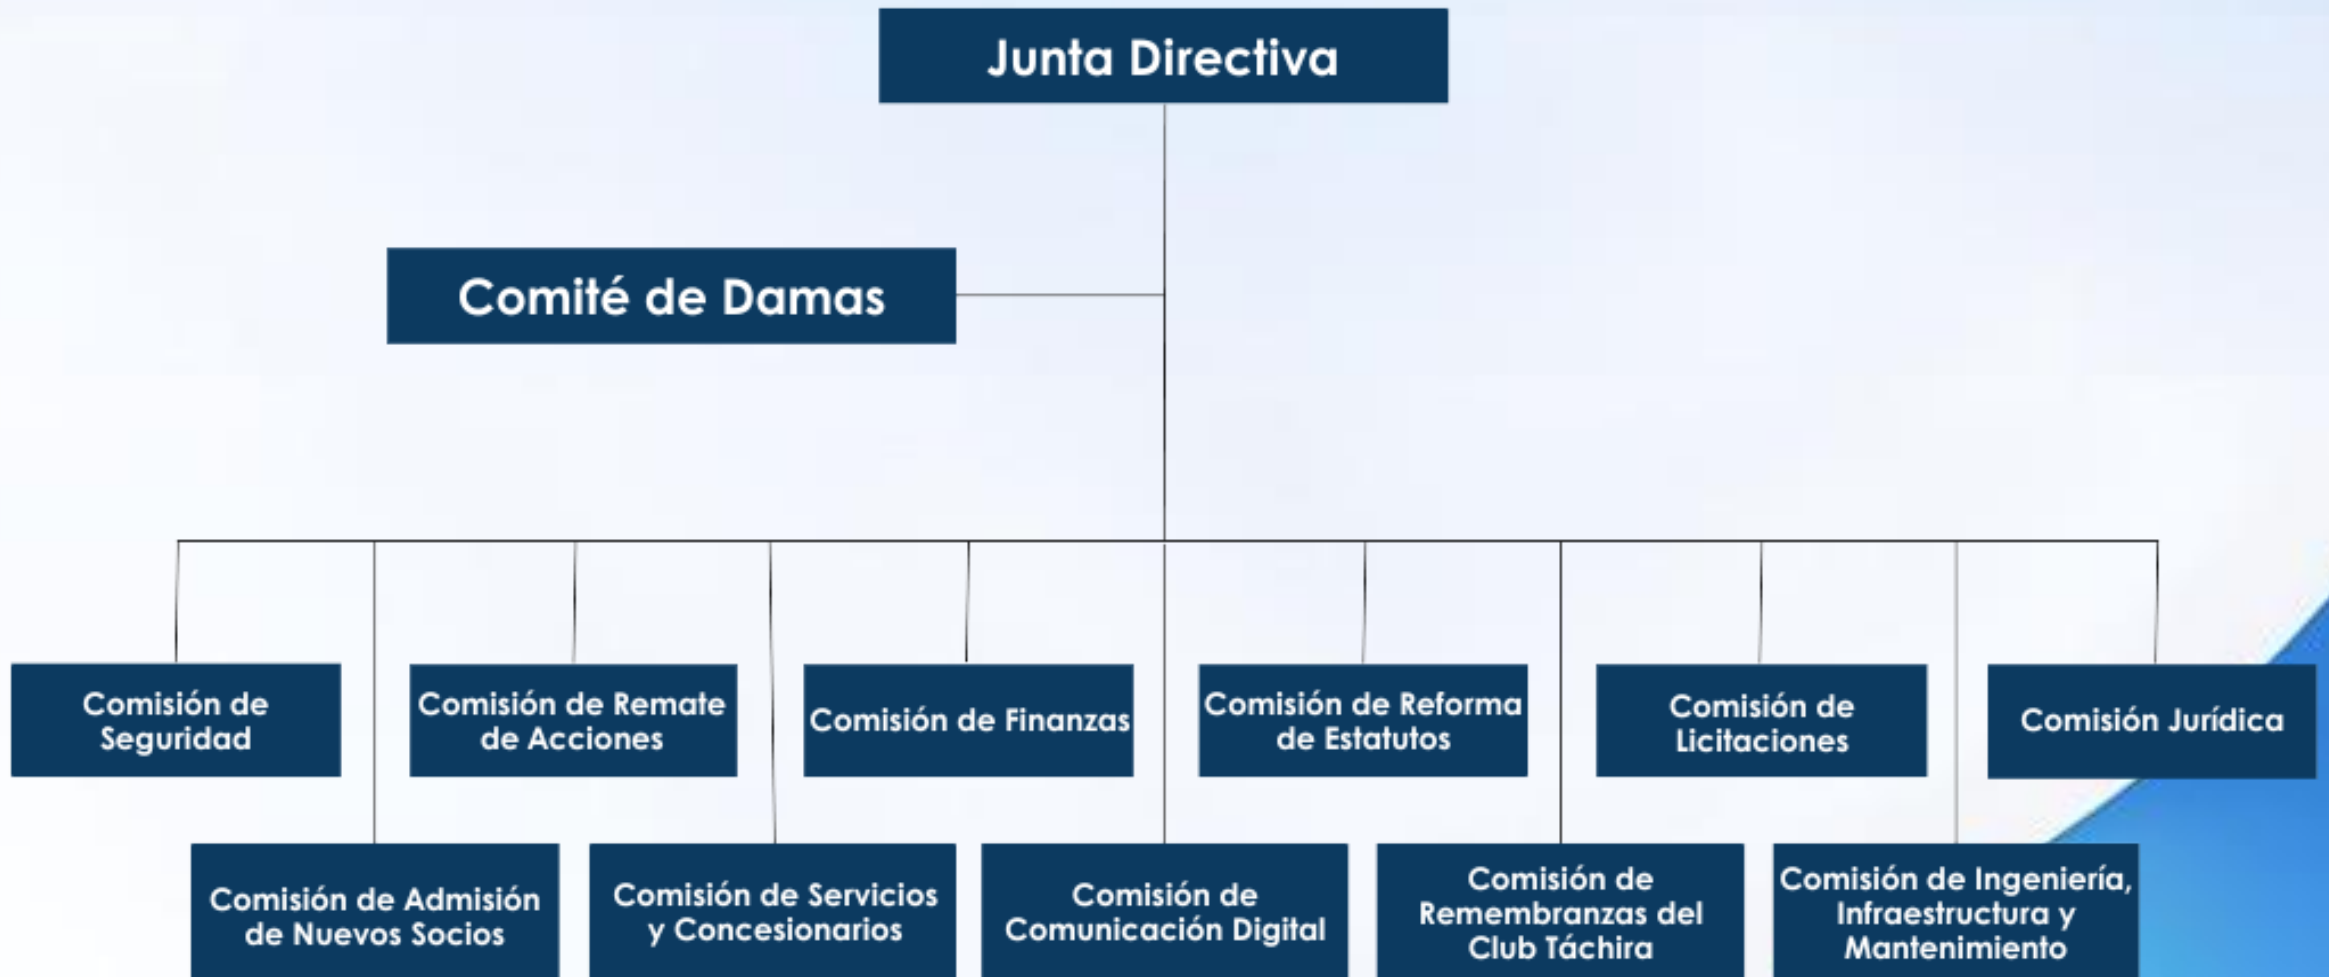 Junta Directiva
Comité de Damas
Comisión de
Seguridad
Comisión de Remate
de Acciones
Comisión de Finanzas
Comisión de Reforma
de Estatutos
Comisión de
Licitaciones
Comisión Jurídica
Comisión de Admisión
de Nuevos Socios
Comisión de Servicios
y Concesionarios
Comisión de
Comunicación Digital
Comisión de
Remembranzas del
Club Táchira
Comisión de Ingeniería,
Infraestructura y
Mantenimiento